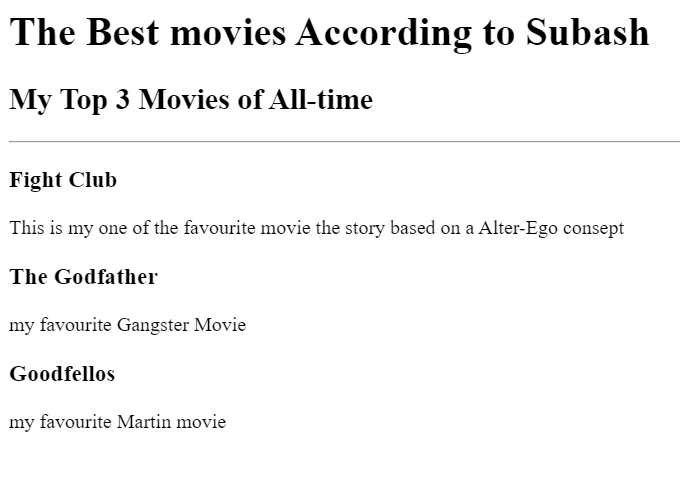 The Best movies According to Subash
My Top 3 Movies of All-time
Fight Club
This is my one of the favourite movie the story based on a Alter-Ego consept
The Godfather
my favourite Gangster Movie
Goodfellos
my favourite Martin movie